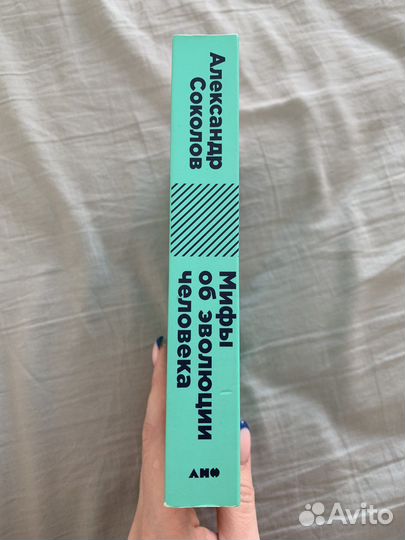 Александр
Соколов
Мифы
об эволюции
человека
АНФ
Avito